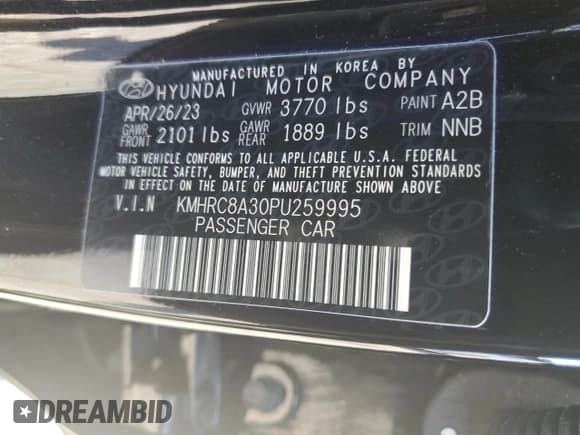 MANUFACTURED IN KOREA BY
HYUNDAI MOTOR COMPANY
APR/26/23 GVWR 3770 lbs PAINT A2B
GAWR FRONT 2101 lbs GAWR REAR 1889 lbs TRIM NNB
THIS VEHICLE CONFORMS TO ALL APPLICABLE U.S.A. FEDERAL
MOTOR VEHICLE SAFETY, BUMPER, AND THEFT PREVENTION STANDARDS
IN EFFECT ON THE DATE OF MANUFACTURE SHOWN ABOVE
V.I.N KMHRC8A30PU259995
PASSENGER CAR
DREAMBID